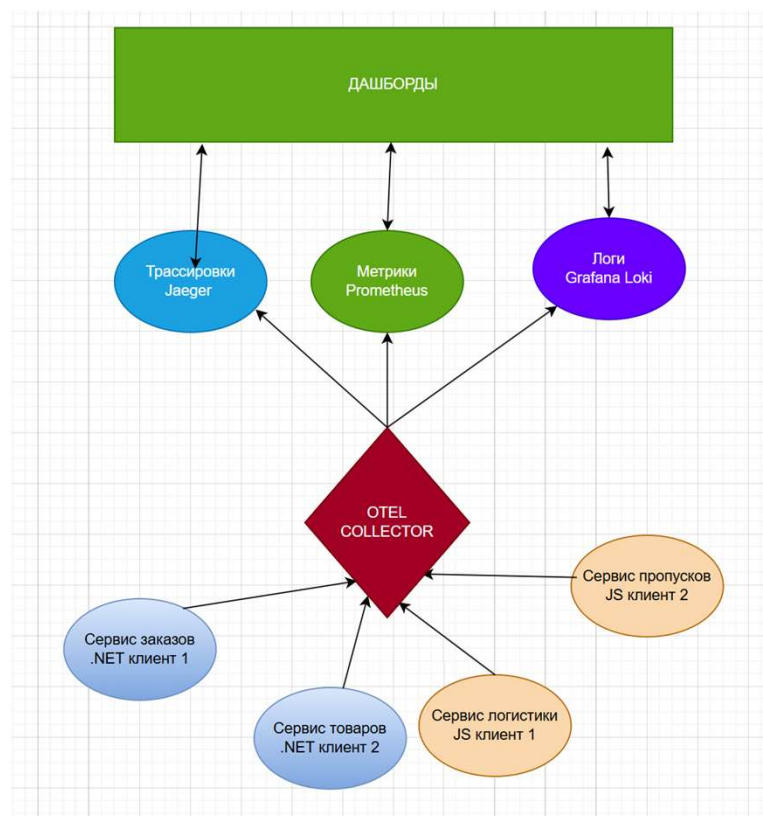 ДАШБОРДЫ
Трассировки
Jaeger
Метрики
Prometheus
Логи
Grafana Loki
OTEL
COLLECTOR
Сервис пропусков
JS клиент 2
Сервис заказов
.NET клиент 1
Сервис товаров
.NET клиент 2
Сервис логистики
JS клиент 1